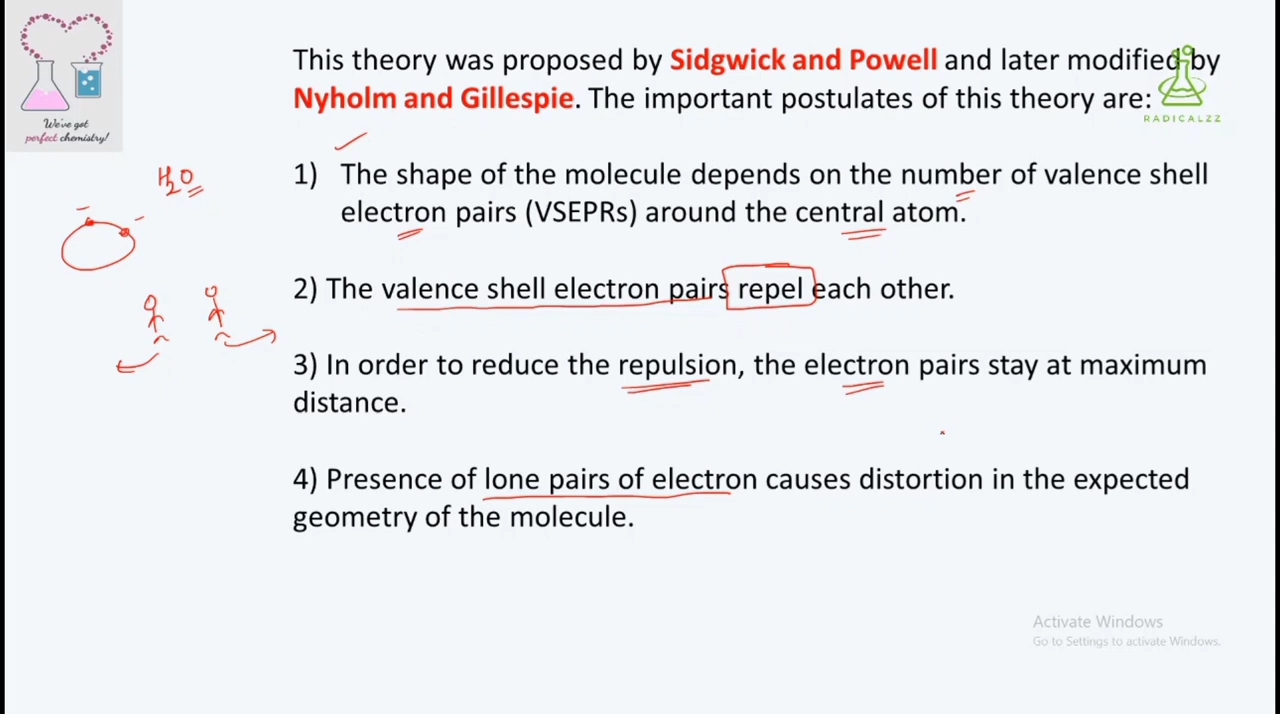 We've got
perfect chemistry!
This theory was proposed by Sidgwick and Powell and later modified by
Nyholm and Gillespie. The important postulates of this theory are:
RADICALZZ
H2O
1) The shape of the molecule depends on the number of valence shell
electron pairs (VSEPRs) around the central atom.
2) The valence shell electron pairs repel each other.
3) In order to reduce the repulsion, the electron pairs stay at maximum
distance.
4) Presence of lone pairs of electron causes distortion in the expected
geometry of the molecule.
Activate Windows
Go to Settings to activate Windows.